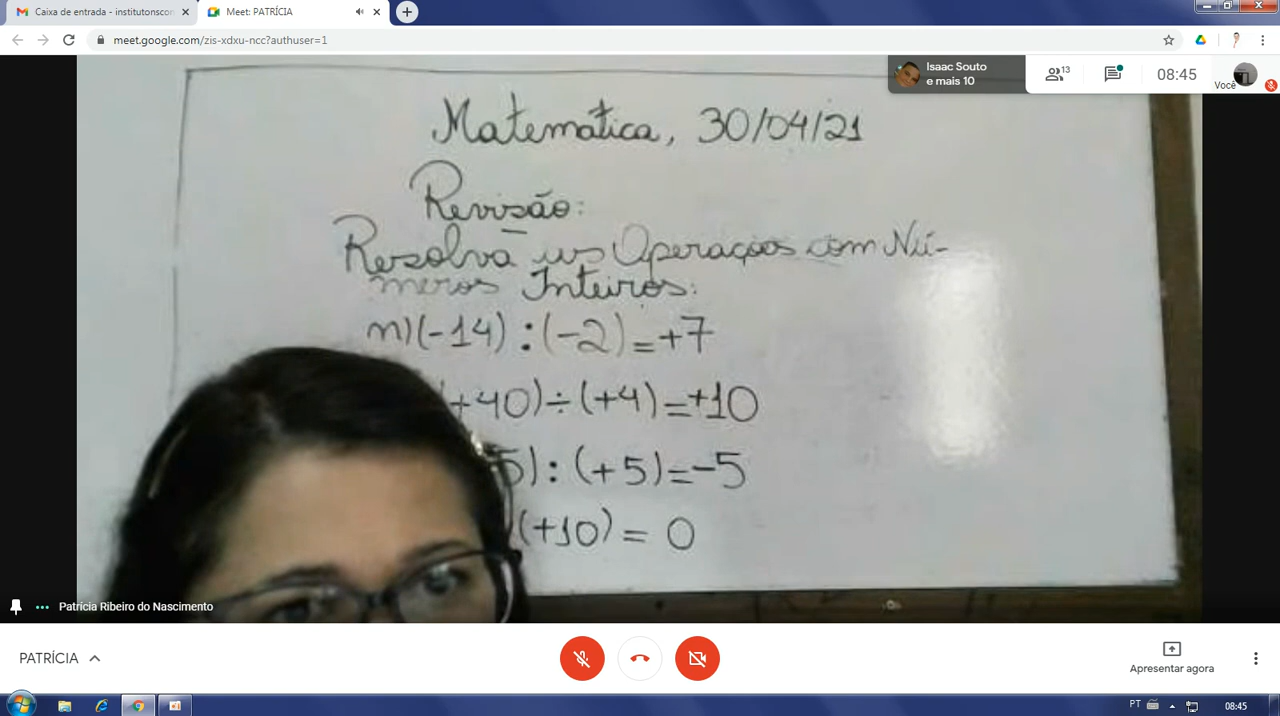 Caixa de entrada - institutonscon
Meet: PATRÍCIA
meet.google.com/zis-xdxu-ncc?authuser=1
Isaac Souto
e mais 10
13
08:45
Você
Matemática, 30/04/21
Revisão:
Resolva as Operações com Nú-
meros Inteiros:
n) (-14) : (-2) = +7
+40) ÷ (+4) = +10
5) : (+5) = -5
(+10) = 0
Patrícia Ribeiro do Nascimento
PATRÍCIA
Apresentar agora
PT
08:45